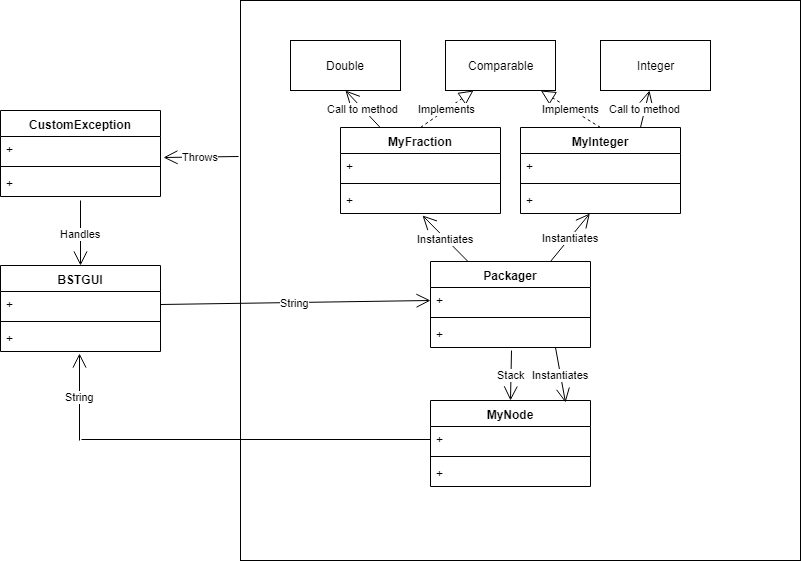 Double
Comparable
Integer
Call to method
Implements
Implements
Call to method
CustomException
+
+
MyFraction
+
+
MyInteger
+
+
Throws
Handles
Instantiates
Instantiates
BSTGUI
+
+
String
Packager
+
+
Stack
Instantiates
String
MyNode
+
+